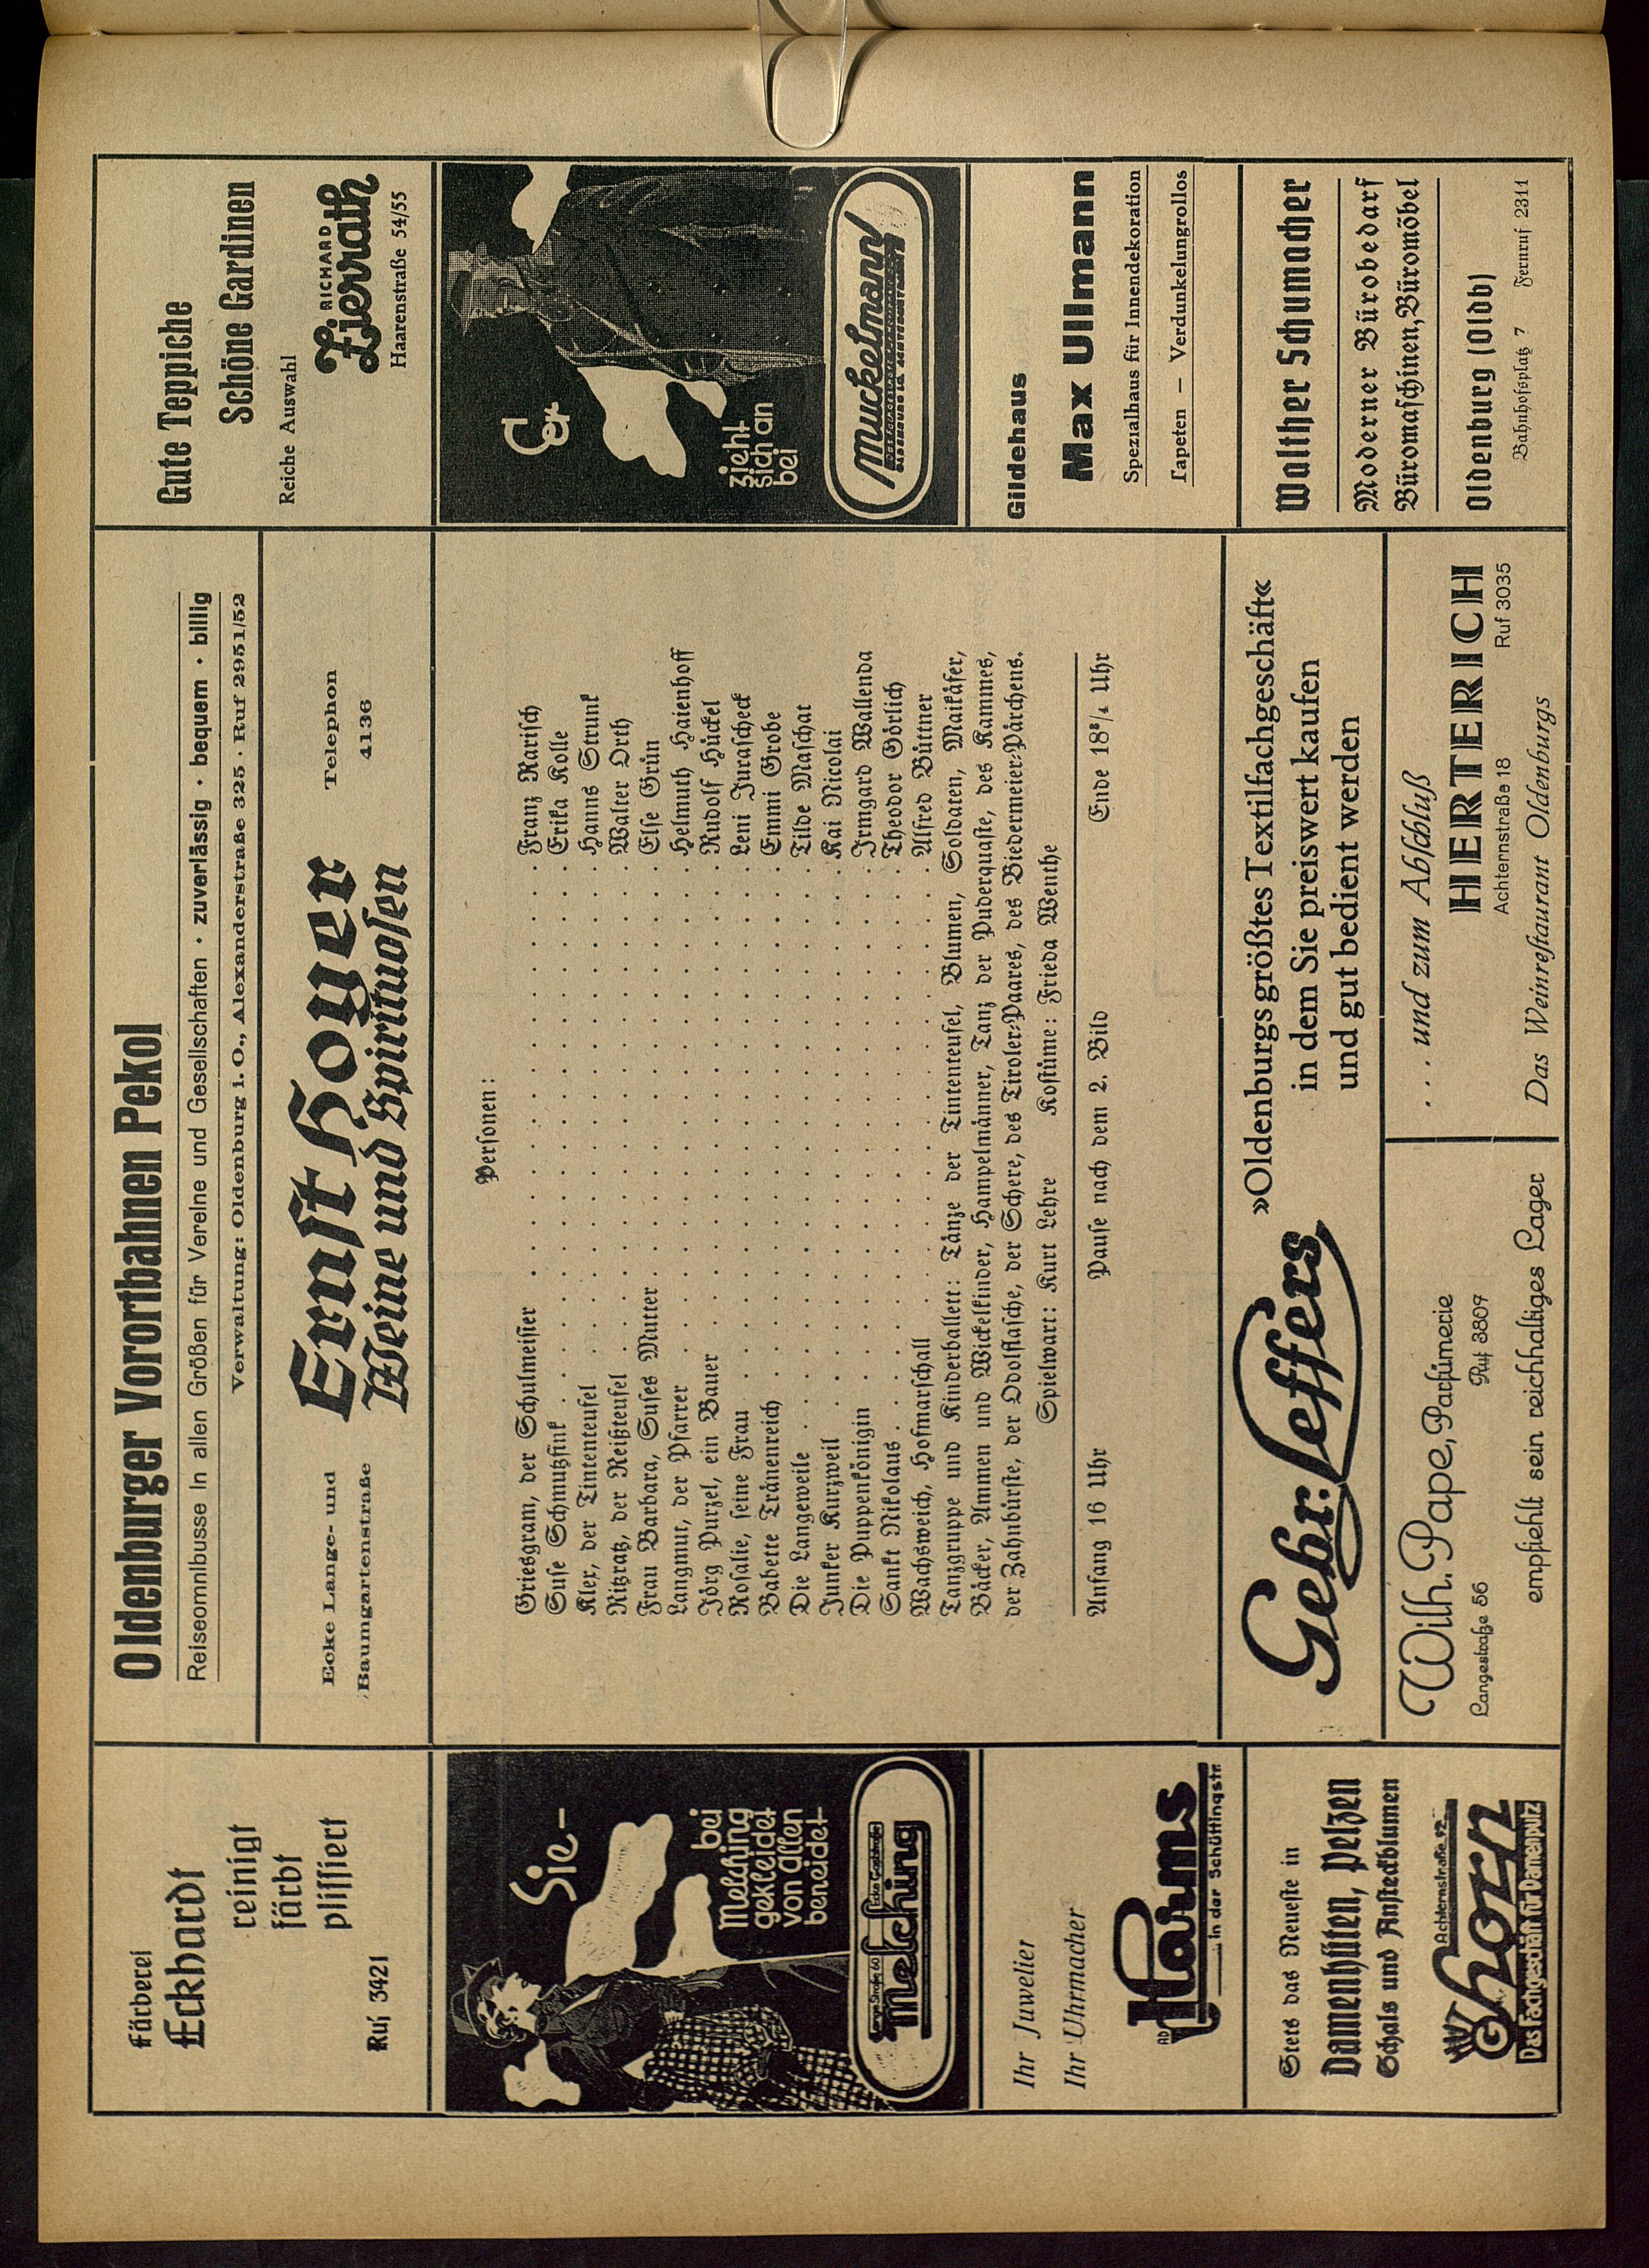 Färberei
Eckhardt
reinigt
färbt
plissiert
Ruf 3421
Sie-
bei
Melching
gekleidet
von allen
beneidet
Lange Straße 60 Ecke Gaststraße
Melching
Ihr Juwelier
Ihr Uhrmacher
AD
Harms
in der Schüttingstr
Stets das Neueste in
Damenhüten, Pelzen
Schals und Ansteckblumen
Achternstraße 42
G
horn
Das Fachgeschäft für Damenputz
Oldenburger Vorortbahnen Pekol
Reiseomnibusse in allen Größen für Vereine und Gesellschaften · zuverlässig · bequem · billig
Verwaltung: Oldenburg i. O., Alexanderstraße 325 · Ruf 2951/52
Ecke Lange- und
Baumgartenstraße
Ernst Hoyer
Weine und Spirituosen
Telephon
4136
Personen:
Griesgram, der Schulmeister . . . Franz Rarisch
Suse Schmutzfink . . . Erika Kolle
Klex, der Tintenteufel . . . Hanns Strunk
Ritzratz, der Reißteufel . . . Walter Orth
Frau Barbara, Suses Mutter . . . Else Grün
Langmut, der Pfarrer . . . Helmuth Haienhoff
Jörg Purzel, ein Bauer . . . Rudolf Hückel
Rosalie, seine Frau . . . Leni Jurascheck
Babette Tränenreich . . . Emmi Grobe
Die Langeweile . . . Tilde Maschat
Junker Kurzweil . . . Kai Nicolai
Die Puppenkönigin . . . Irmgard Wallenda
Sankt Nikolaus . . . Theodor Görlich
Wachsweich, Hofmarschall . . . Alfred Büttner
Tanzgruppe und Kinderballett: Tänze der Tintenteufel, Blumen, Soldaten, Maikäfer,
Bäcker, Ammen und Wickelkinder, Hampelmänner, Tanz der Puderquaste, des Kammes,
der Zahnbürste, der Odolflasche, der Schere, des Tiroler-Paares, des Biedermeier-Pärchens.
Spielwart: Kurt Lehre Kostüme: Frieda Wenthe
Anfang 16 Uhr Pause nach dem 2. Bild Ende 18¾ Uhr
Gebr. Leffers
»Oldenburgs größtes Textilfachgeschäft«
in dem Sie preiswert kaufen
und gut bedient werden
Wilh. Pape, Parfümerie
Langestraße 56 Ruf 3807
empfiehlt sein reichhaltiges Lager
. . . und zum Abschluß
HERTERICH
Achternstraße 18 Ruf 3035
Das Weinrestaurant Oldenburgs
Gute Teppiche
Schöne Gardinen
Reiche Auswahl
RICHARD
Zierrath
Haarenstraße 54/55
Er
zieht
sich an
bei
Muckelmann
Gildehaus
Max Ullmann
Spezialhaus für Innendekoration
Tapeten — Verdunkelungrollos
Walther Schumacher
Moderner Bürobedarf
Büromaschinen, Büromöbel
Oldenburg (Oldb)
Bahnhofsplatz 7 Fernruf 2311